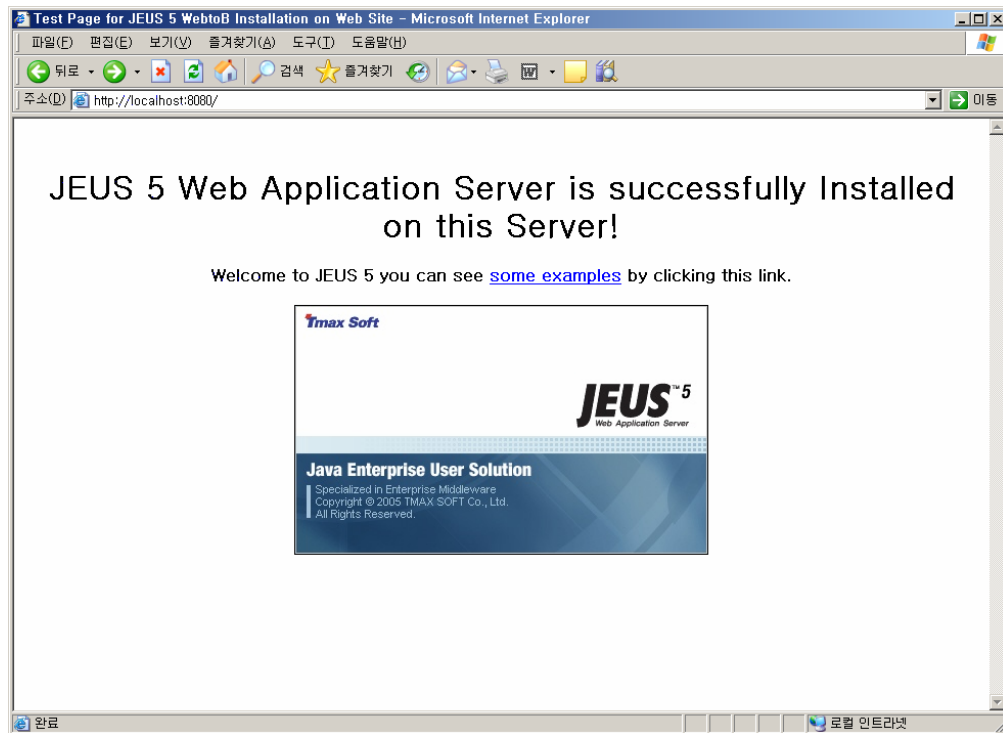 Test Page for JEUS 5 WebtoB Installation on Web Site - Microsoft Internet Explorer
파일(F) 편집(E) 보기(V) 즐겨찾기(A) 도구(T) 도움말(H)
뒤로 검색 즐겨찾기
주소(D) http://localhost:8080/ 이동
JEUS 5 Web Application Server is successfully Installed
on this Server!
Welcome to JEUS 5 you can see some examples by clicking this link.
Tmax Soft
JEUS™ 5
Web Application Server
Java Enterprise User Solution
Specialized in Enterprise Middleware
Copyright © 2005 TMAX SOFT Co., Ltd.
All Rights Reserved.
완료 로컬 인트라넷